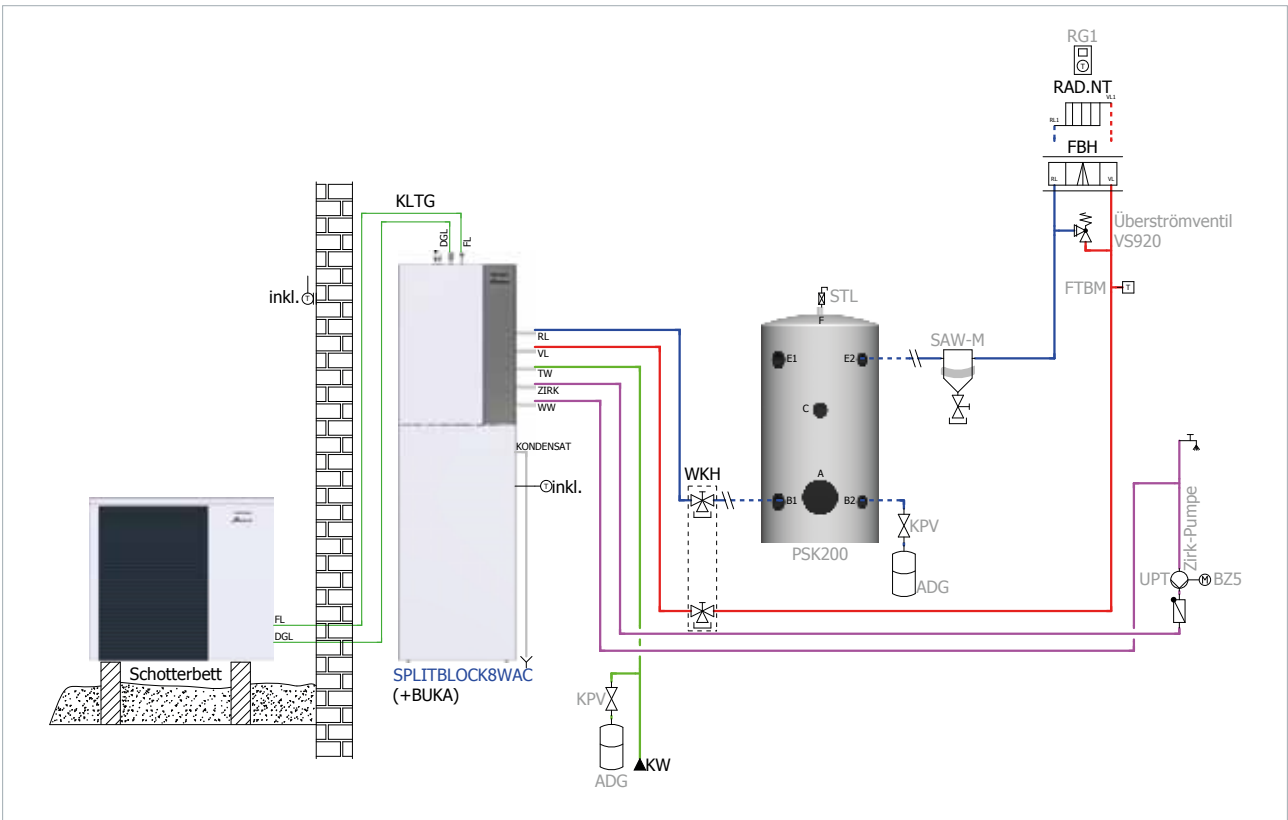 RG1
T
RAD.NT
VL1
RL1
FBH
RL
VL
Überströmventil
VS920
FTBM
T
KLTG
DGL
FL
inkl.
T
STL
F
E1
E2
SAW-M
C
A
B1
B2
PSK200
KPV
ADG
RL
VL
TW
ZIRK
WW
KONDENSAT
T
inkl.
WKH
Zirk-Pumpe
UPT
M
BZ5
FL
DGL
Schotterbett
SPLITBLOCK8WAC
(+BUKA)
KPV
ADG
KW